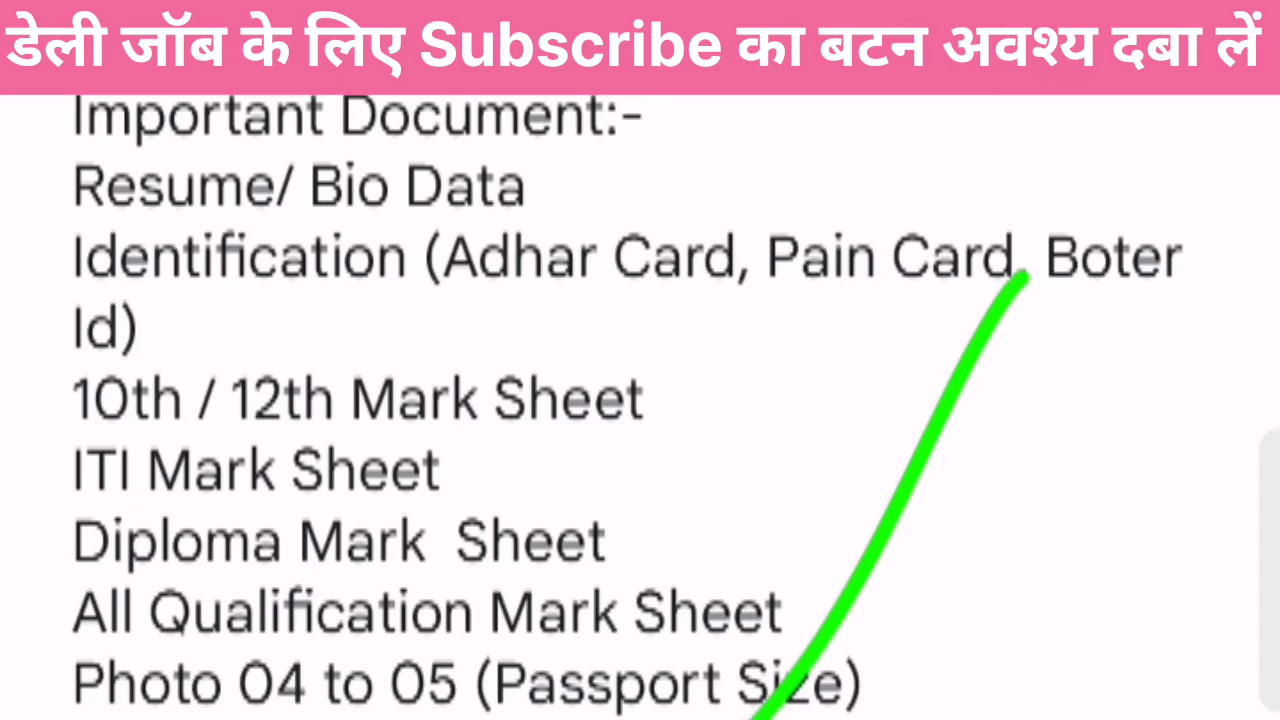 डेली जॉब के लिए Subscribe का बटन अवश्य दबा लें
Important Document:-
Resume/ Bio Data
Identification (Adhar Card, Pain Card, Boter
Id)
10th / 12th Mark Sheet
ITI Mark Sheet
Diploma Mark  Sheet
All Qualification Mark Sheet
Photo 04 to 05 (Passport Size)